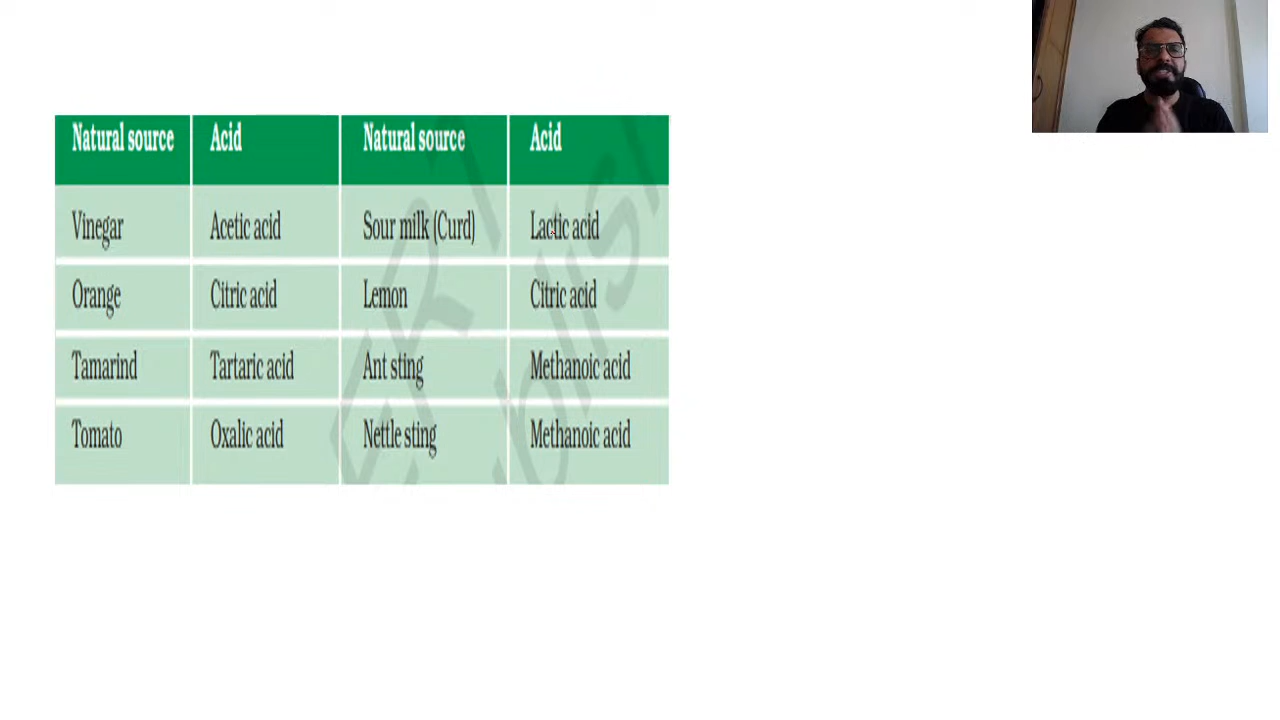 Natural source Acid Natural source Acid
Vinegar Acetic acid Sour milk (Curd) Lactic acid
Orange Citric acid Lemon Citric acid
Tamarind Tartaric acid Ant sting Methanoic acid
Tomato Oxalic acid Nettle sting Methanoic acid